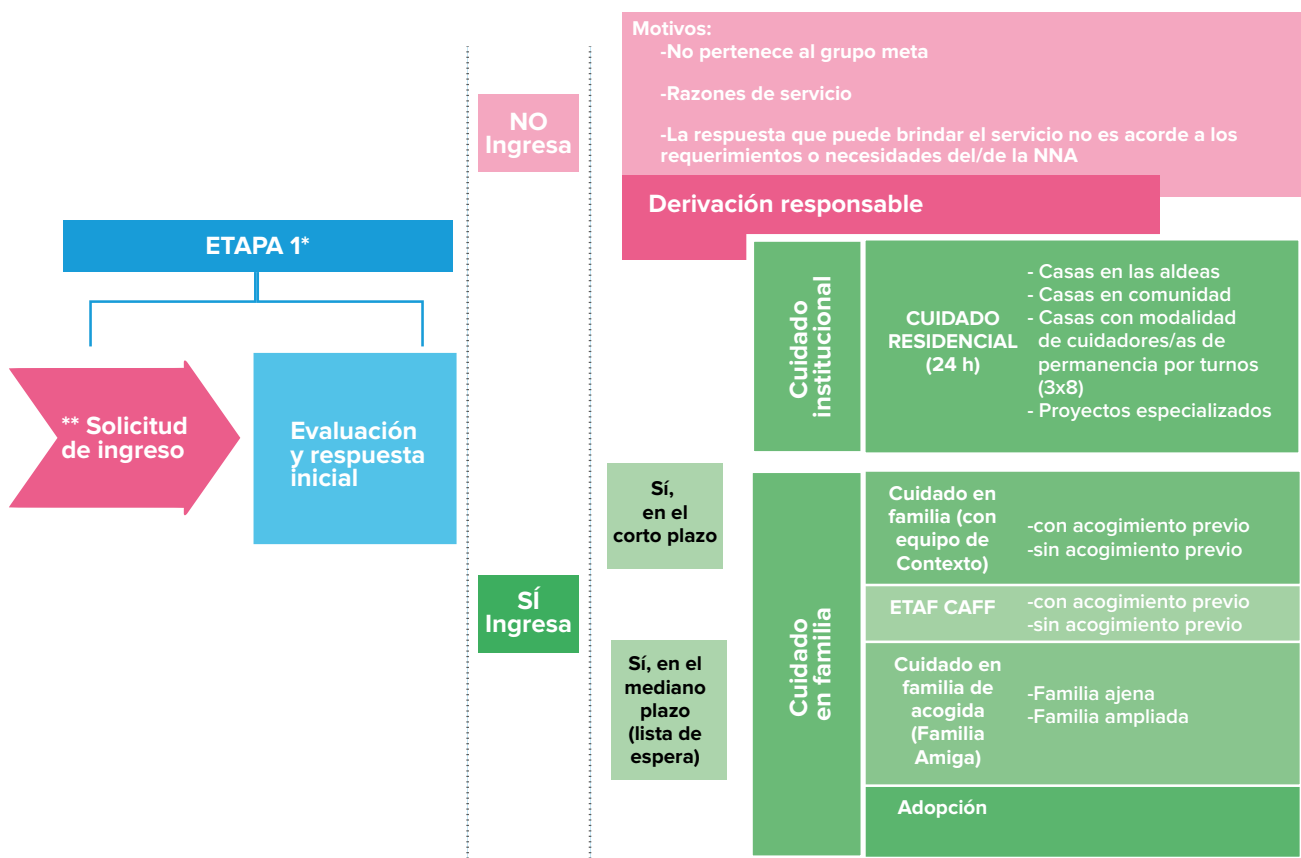 ETAPA 1*
** Solicitud
de ingreso
Evaluación
y respuesta
inicial
NO
Ingresa
Motivos:
-No pertenece al grupo meta
-Razones de servicio
-La respuesta que puede brindar el servicio no es acorde a los
requerimientos o necesidades del/de la NNA
Derivación responsable
SÍ
Ingresa
Sí,
en el
corto plazo
Sí, en el
mediano
plazo
(lista de
espera)
Cuidado
institucional
CUIDADO
RESIDENCIAL
(24 h)
- Casas en las aldeas
- Casas en comunidad
- Casas con modalidad
de cuidadores/as de
permanencia por turnos
(3x8)
- Proyectos especializados
Cuidado
en familia
Cuidado en
familia (con
equipo de
Contexto)
-con acogimiento previo
-sin acogimiento previo
ETAF CAFF
-con acogimiento previo
-sin acogimiento previo
Cuidado en
familia de
acogida
(Familia
Amiga)
-Familia ajena
-Familia ampliada
Adopción